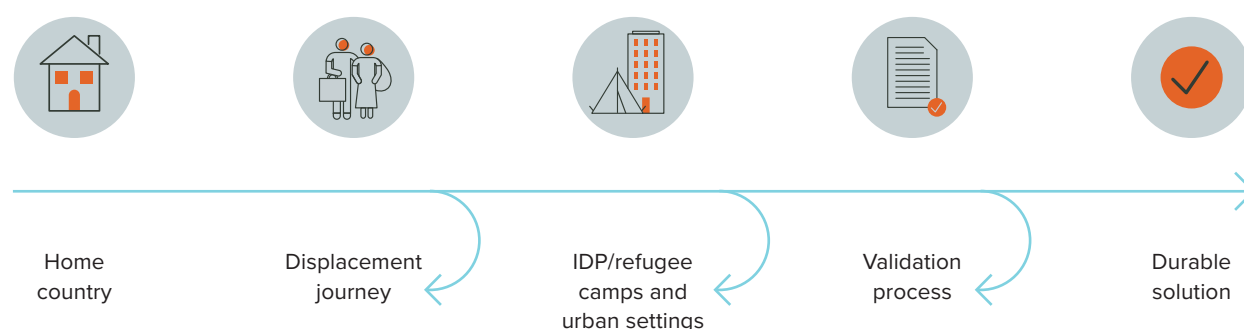 Home
country
Displacement
journey
IDP/refugee
camps and
urban settings
Validation
process
Durable
solution